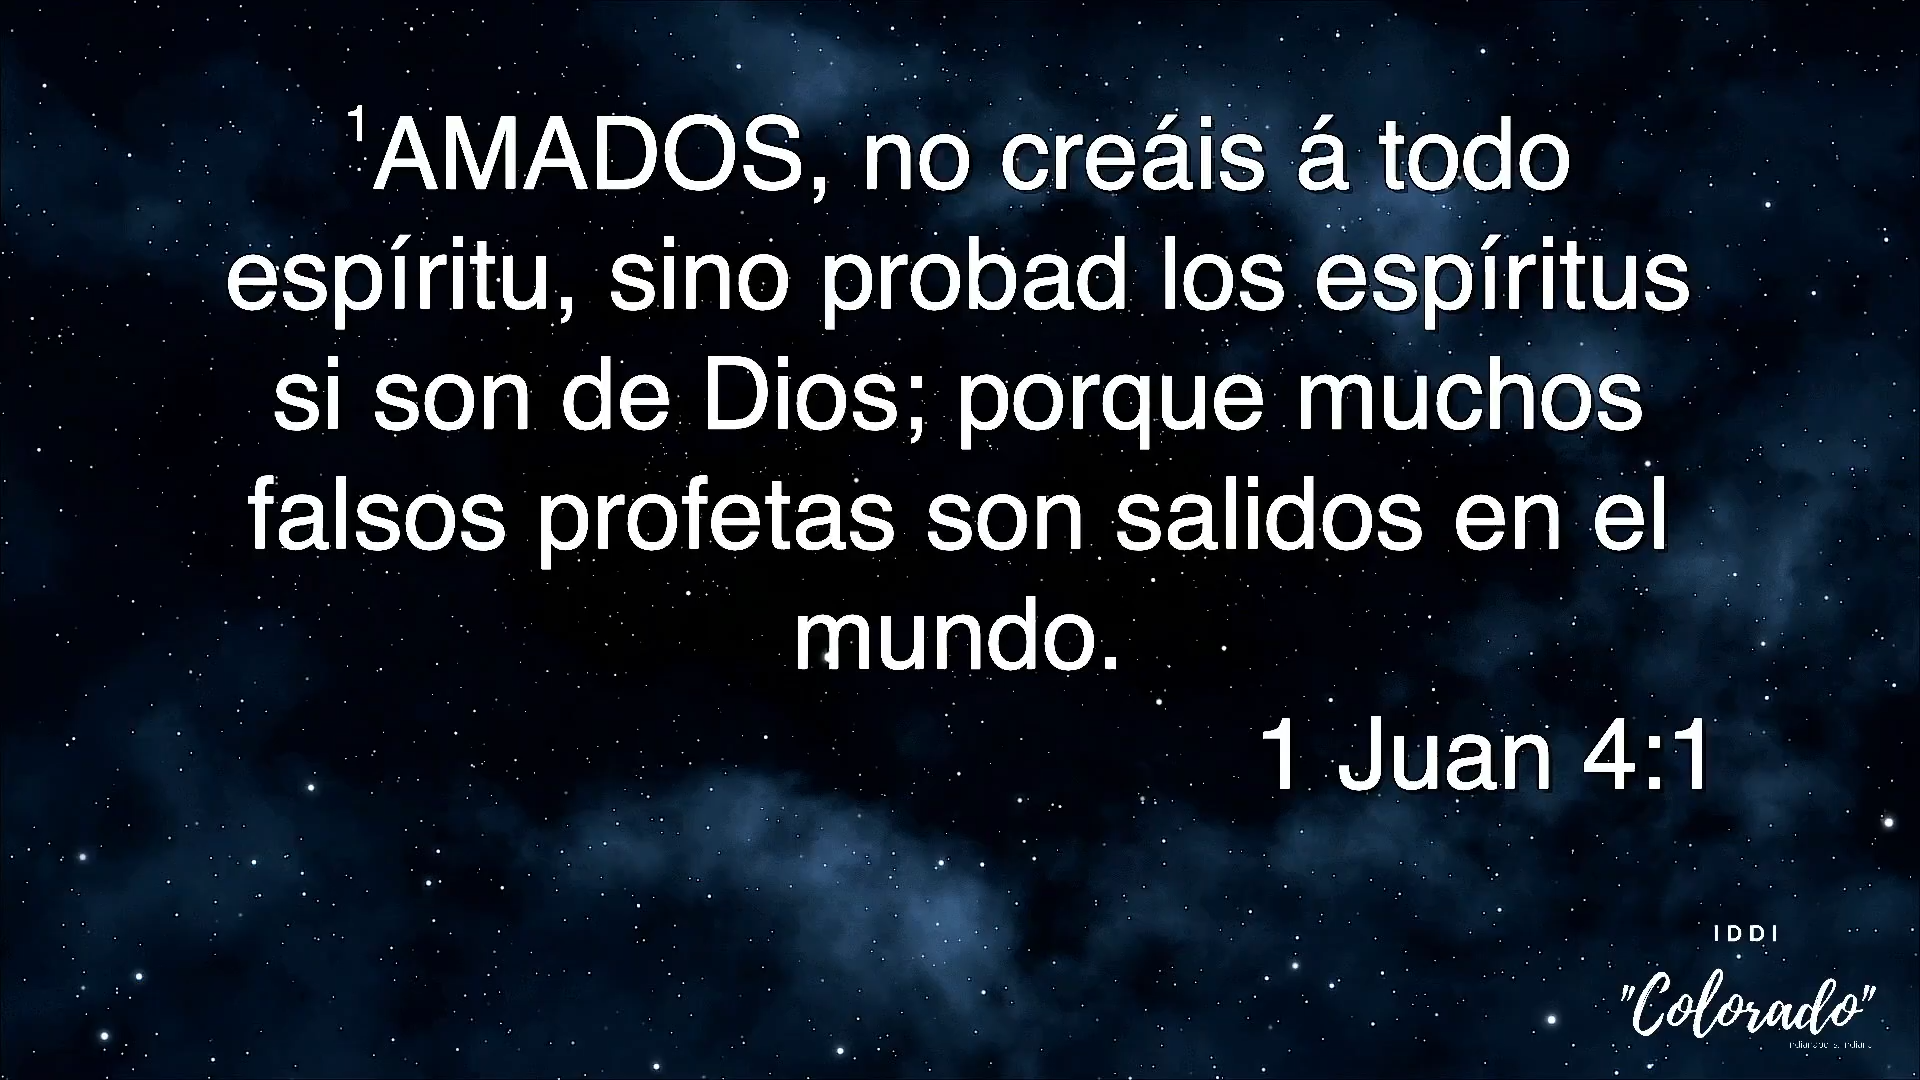 ¹AMADOS, no creáis á todo
espíritu, sino probad los espíritus
si son de Dios; porque muchos
falsos profetas son salidos en el
mundo.
1 Juan 4:1
IDDI
"Colorado"